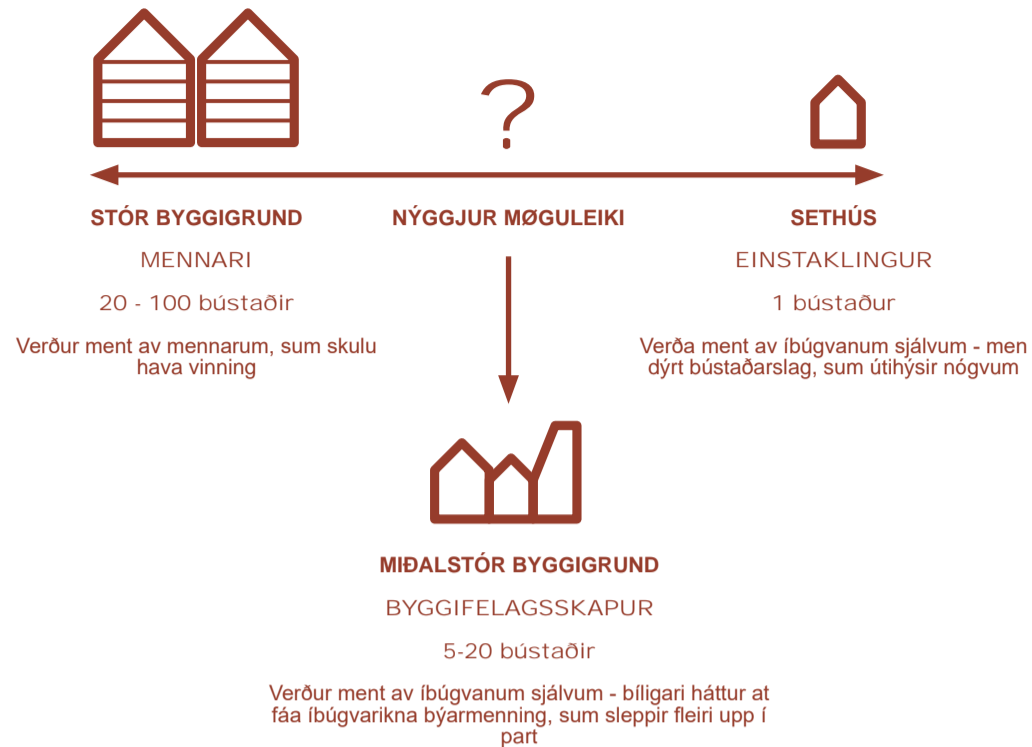 ?
STÓR BYGGIGRUND
MENNARI
20 - 100 bústaðir
Verður ment av mennarum, sum skulu
hava vinning
NÝGGJUR MØGULEIKI
SETHÚS
EINSTAKLINGUR
1 bústaður
Verða ment av íbúgvanum sjálvum - men
dýrt bústaðarslag, sum útihýsir nógvum
MIÐALSTÓR BYGGIGRUND
BYGGIFELAGSSKAPUR
5-20 bústaðir
Verður ment av íbúgvanum sjálvum - bíligari háttur at
fáa íbúgvarikna býarmenning, sum sleppir fleiri upp í
part